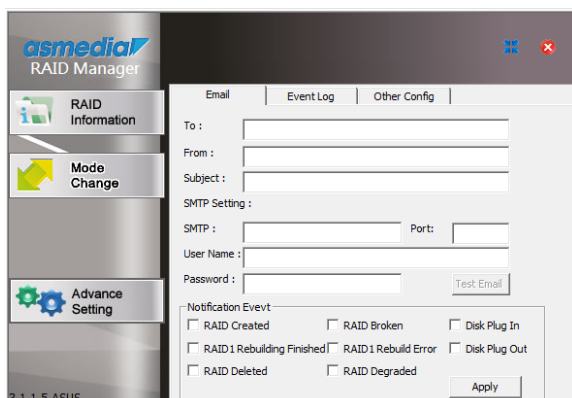 asmedia
RAID Manager
RAID
Information
Mode
Change
Advance
Setting
Email
Event Log
Other Config
To :
From :
Subject :
SMTP Setting :
SMTP :
Port:
User Name :
Password :
Test Email
Notification Evevt
RAID Created
RAID Broken
Disk Plug In
RAID1 Rebuilding Finished
RAID1 Rebuild Error
Disk Plug Out
RAID Deleted
RAID Degraded
Apply